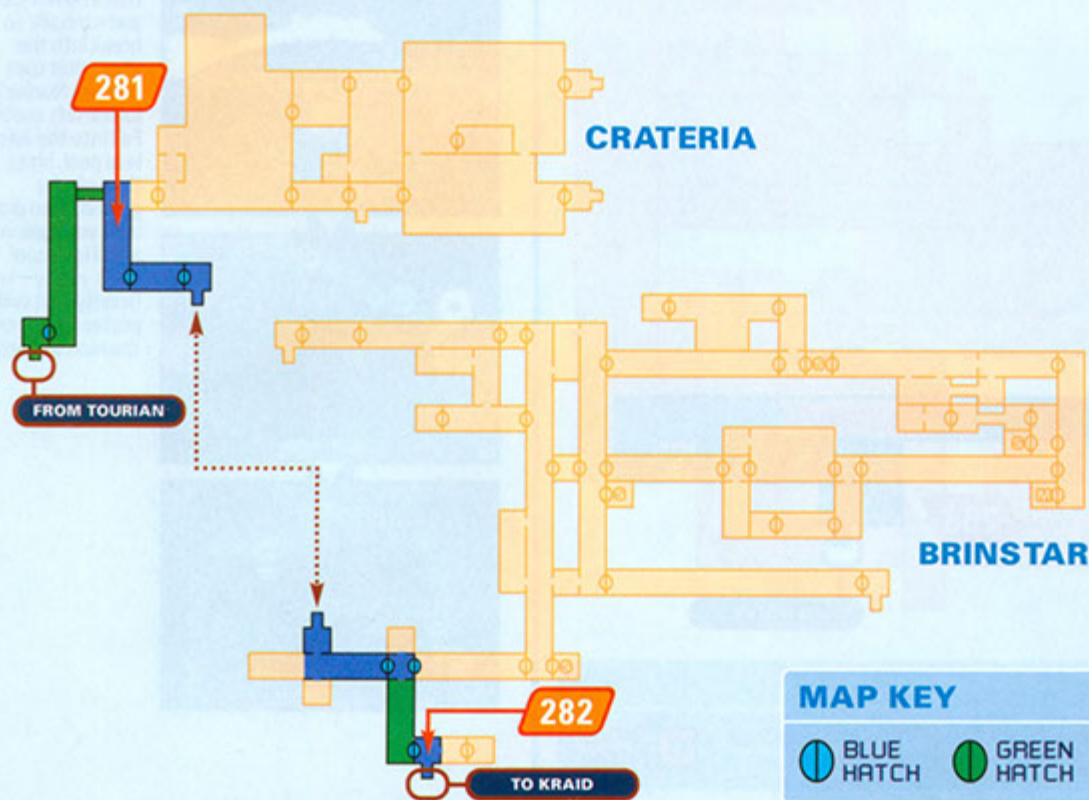 281
CRATERIA
FROM TOURIAN
S
S
M
S
BRINSTAR
S
282
TO KRAID
MAP KEY
BLUE HATCH
GREEN HATCH